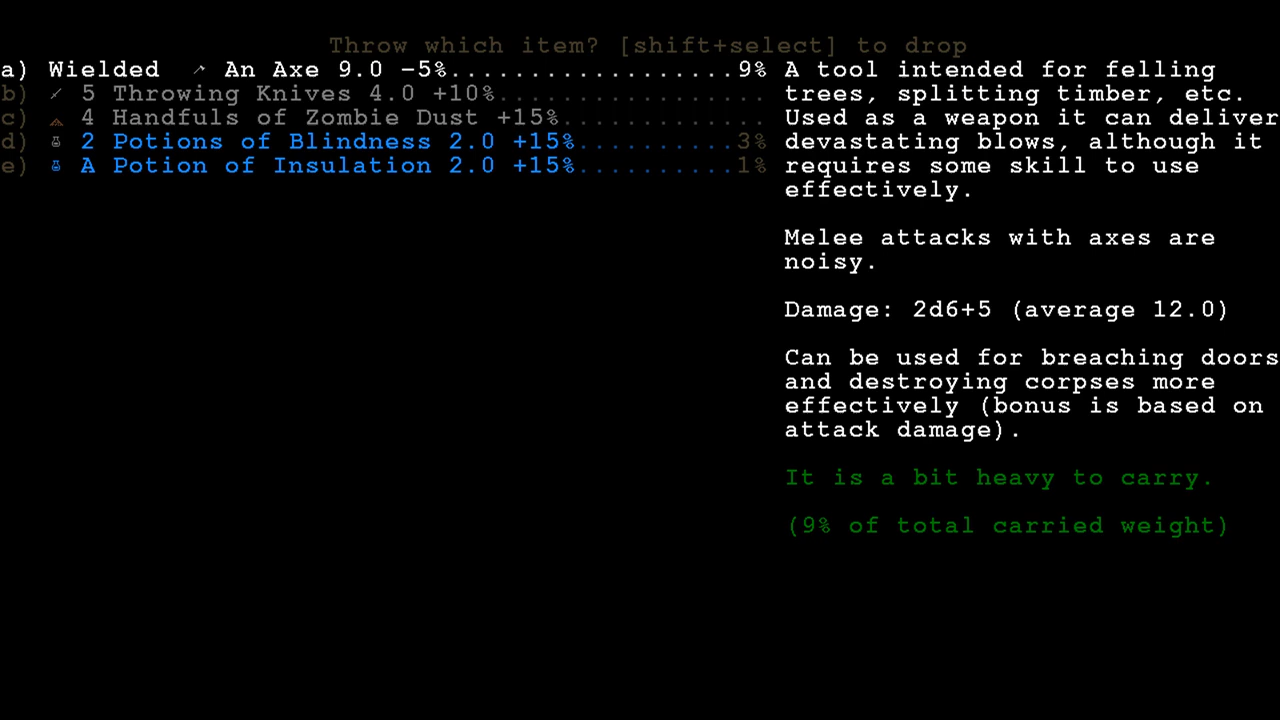 Throw which item? [shift+select] to drop
a) Wielded An Axe 9.0 -5%..................9%
b) 5 Throwing Knives 4.0 +10%.................
c) 4 Handfuls of Zombie Dust +15%.............
d) 2 Potions of Blindness 2.0 +15%..........3%
e) A Potion of Insulation 2.0 +15%..........1%
A tool intended for felling
trees, splitting timber, etc.
Used as a weapon it can deliver
devastating blows, although it
requires some skill to use
effectively.
Melee attacks with axes are
noisy.
Damage: 2d6+5 (average 12.0)
Can be used for breaching doors
and destroying corpses more
effectively (bonus is based on
attack damage).
It is a bit heavy to carry.
(9% of total carried weight)